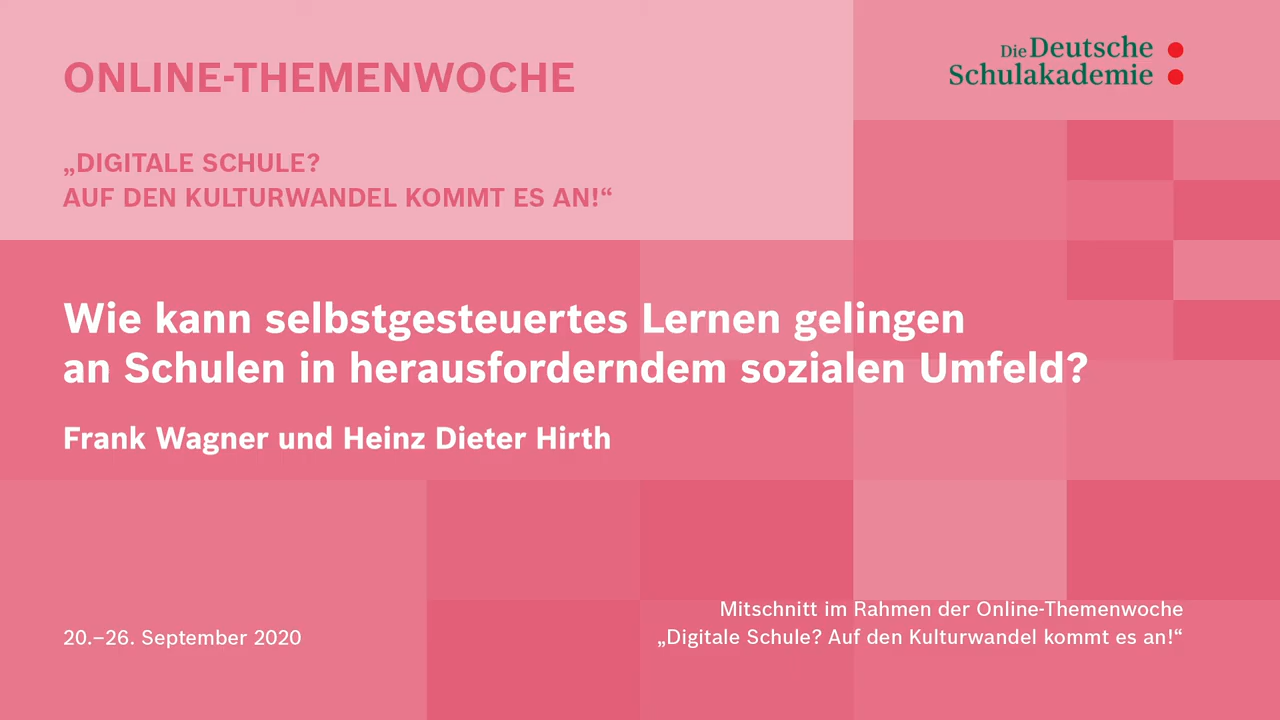 ONLINE-THEMENWOCHE
Die Deutsche
Schulakademie
„DIGITALE SCHULE?
AUF DEN KULTURWANDEL KOMMT ES AN!“
Wie kann selbstgesteuertes Lernen gelingen
an Schulen in herausforderndem sozialen Umfeld?
Frank Wagner und Heinz Dieter Hirth
20.–26. September 2020
Mitschnitt im Rahmen der Online-Themenwoche
„Digitale Schule? Auf den Kulturwandel kommt es an!“